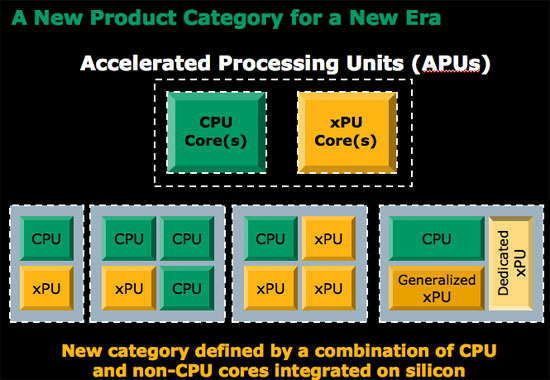 A New Product Category for a New Era
Accelerated Processing Units (APUs)
CPU
Core(s)
xPU
Core(s)
CPU
xPU
CPU CPU
xPU CPU
CPU xPU
xPU xPU
CPU
Generalized
xPU
Dedicated
xPU
New category defined by a combination of CPU
and non-CPU cores integrated on silicon